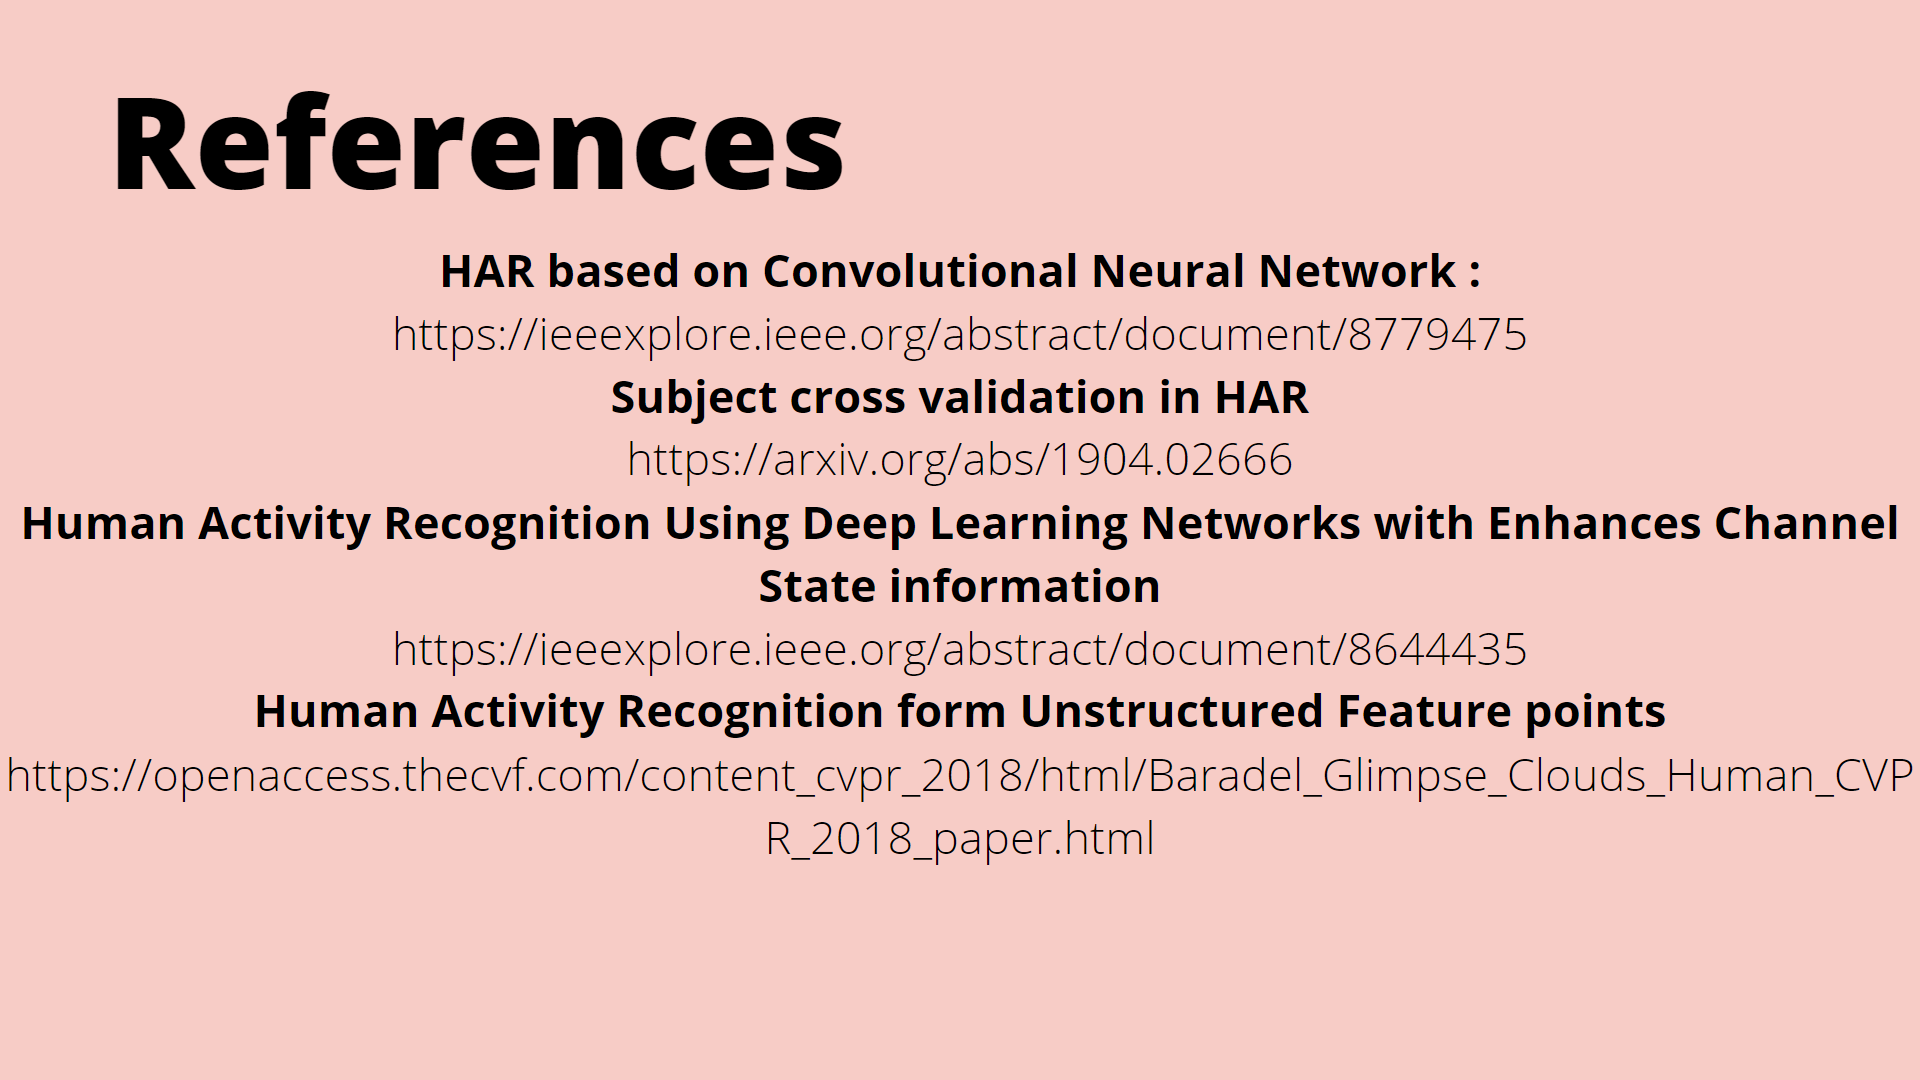 References
HAR based on Convolutional Neural Network :
https://ieeexplore.ieee.org/abstract/document/8779475
Subject cross validation in HAR
https://arxiv.org/abs/1904.02666
Human Activity Recognition Using Deep Learning Networks with Enhances Channel
State information
https://ieeexplore.ieee.org/abstract/document/8644435
Human Activity Recognition form Unstructured Feature points
https://openaccess.thecvf.com/content_cvpr_2018/html/Baradel_Glimpse_Clouds_Human_CVP
R_2018_paper.html